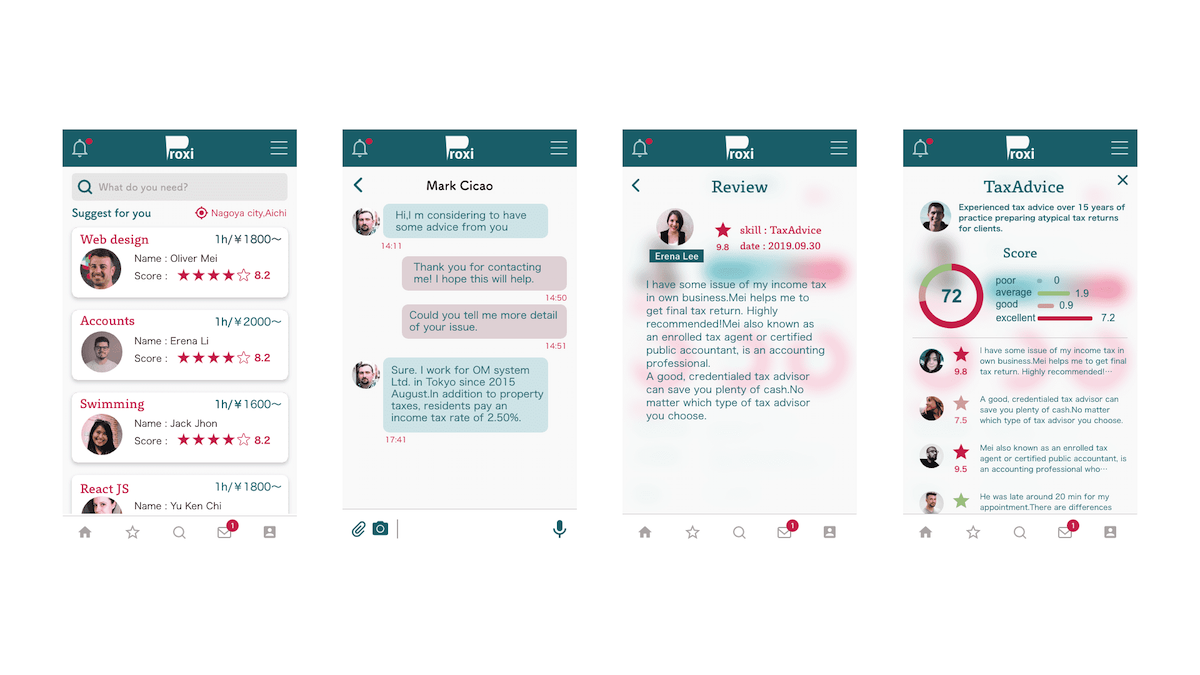 Proxi
What do you need?
Suggest for you
Nagoya city,Aichi
Web design
1h/¥1800〜
Name : Oliver Mei
Score : 8.2
Accounts
1h/¥2000〜
Name : Erena Li
Score : 8.2
Swimming
1h/¥1600〜
Name : Jack Jhon
Score : 8.2
React JS
1h/¥1800〜
Name : Yu Ken Chi
1
Proxi
Mark Cicao
Hi,I m considering to have
some advice from you
14:11
Thank you for contacting
me! I hope this will help.
14:50
Could you tell me more detail
of your issue.
14:51
Sure. I work for OM system
Ltd. in Tokyo since 2015
August.In addition to property
taxes, residents pay an
income tax rate of 2.50%.
17:41
Proxi
Review
Erena Lee
9.8
skill : TaxAdvice
date : 2019.09.30
I have some issue of my income tax
in own business.Mei helps me to
get final tax return. Highly
recommended!Mei also known as
an enrolled tax agent or certified
public accountant, is an accounting
professional.
A good, credentialed tax advisor
can save you plenty of cash.No
matter which type of tax advisor
you choose.
1
Proxi
TaxAdvice
Experienced tax advice over 15 years of
practice preparing atypical tax returns
for clients.
Score
72
poor 0
average 1.9
good 0.9
excellent 7.2
9.8
I have some issue of my income tax in
own business.Mei helps me to get final
tax return. Highly recommended!⋯
7.5
A good, credentialed tax advisor can
save you plenty of cash.No matter
which type of tax advisor you choose.
9.5
Mei also known as an enrolled tax
agent or certified public accountant, is
an accounting professional who⋯
He was late around 20 min for my
appointment.There are differences
1